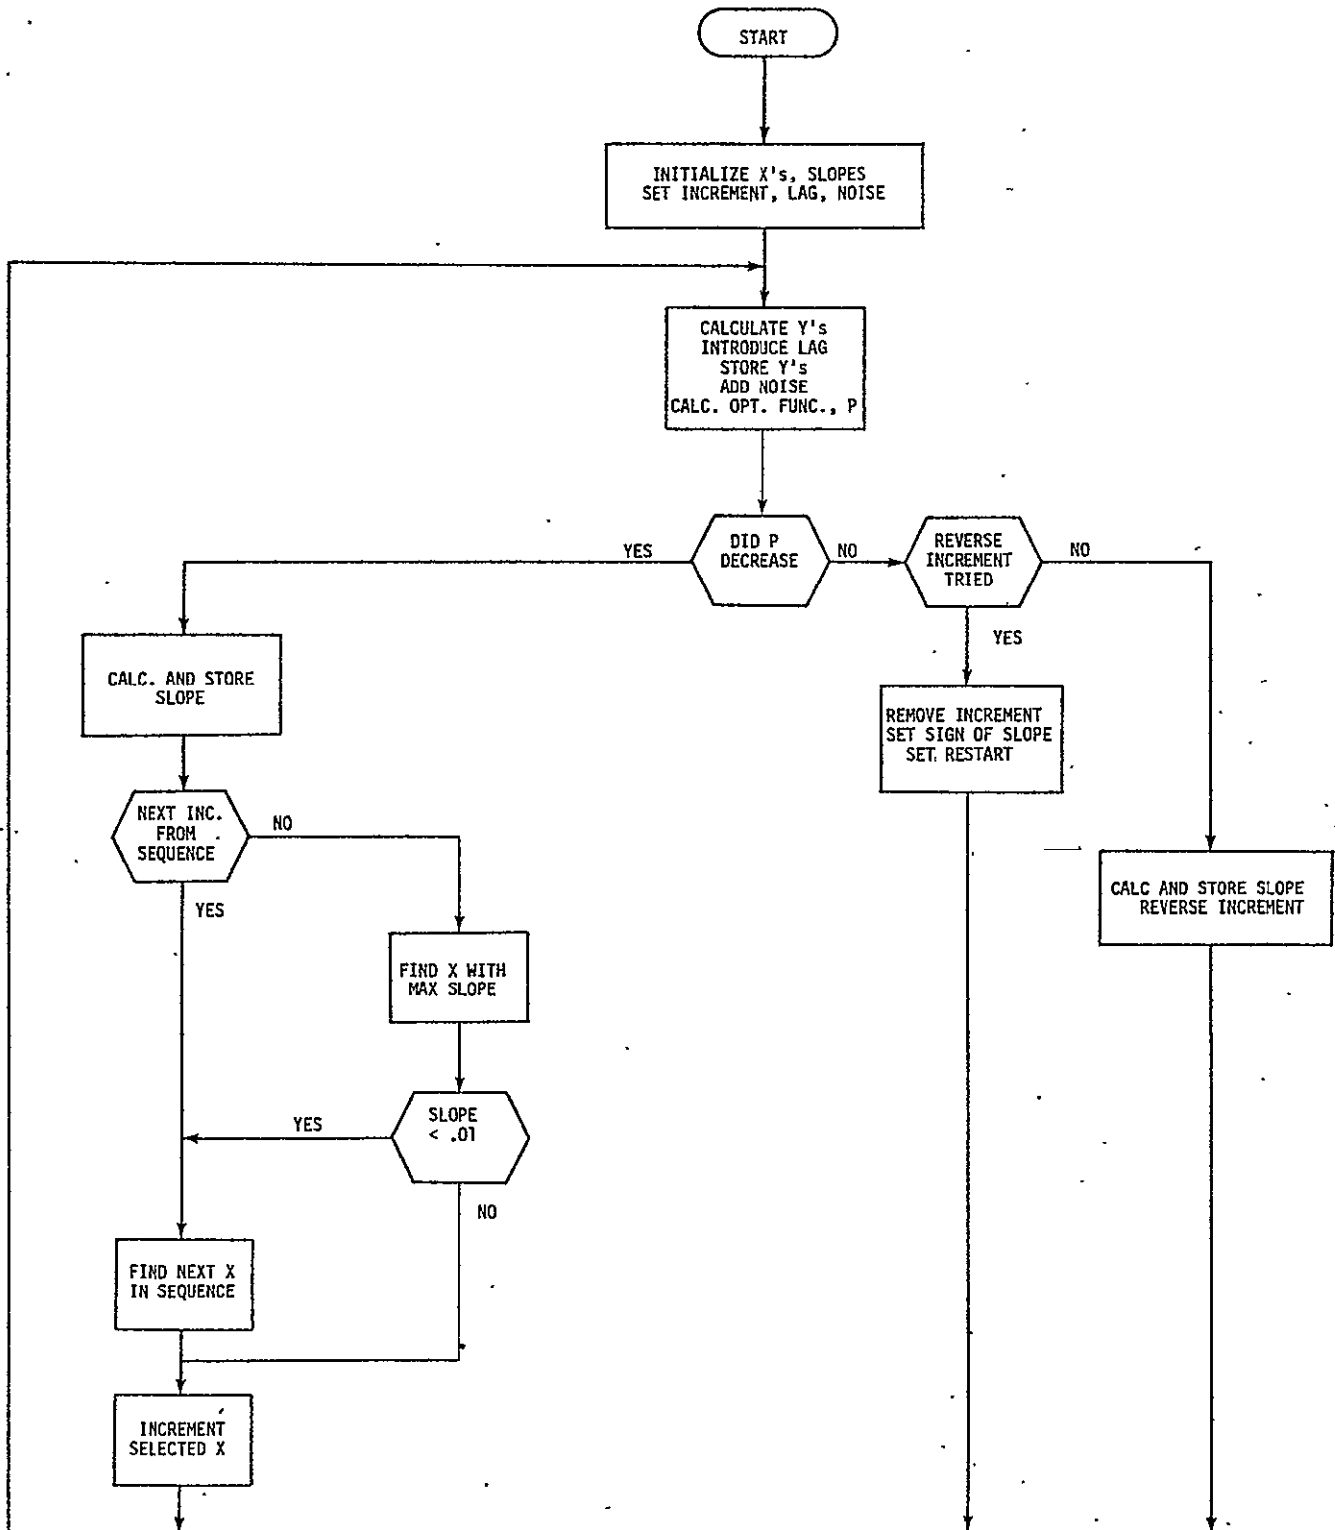 START
INITIALIZE X's, SLOPES
SET INCREMENT, LAG, NOISE
CALCULATE Y's
INTRODUCE LAG
STORE Y's
ADD NOISE
CALC. OPT. FUNC., P
DID P
DECREASE
YES
NO
REVERSE
INCREMENT
TRIED
NO
YES
CALC. AND STORE
SLOPE
REMOVE INCREMENT
SET SIGN OF SLOPE
SET. RESTART
NEXT INC.
FROM
SEQUENCE
NO
YES
CALC AND STORE SLOPE
REVERSE INCREMENT
FIND X WITH
MAX SLOPE
SLOPE
< .01
YES
NO
FIND NEXT X
IN SEQUENCE
INCREMENT
SELECTED X